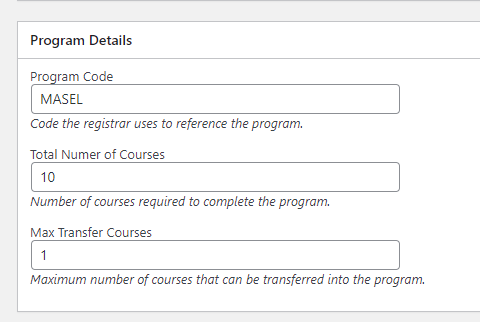 Program Details
Program Code
MASEL
Code the registrar uses to reference the program.
Total Numer of Courses
10
Number of courses required to complete the program.
Max Transfer Courses
1
Maximum number of courses that can be transferred into the program.